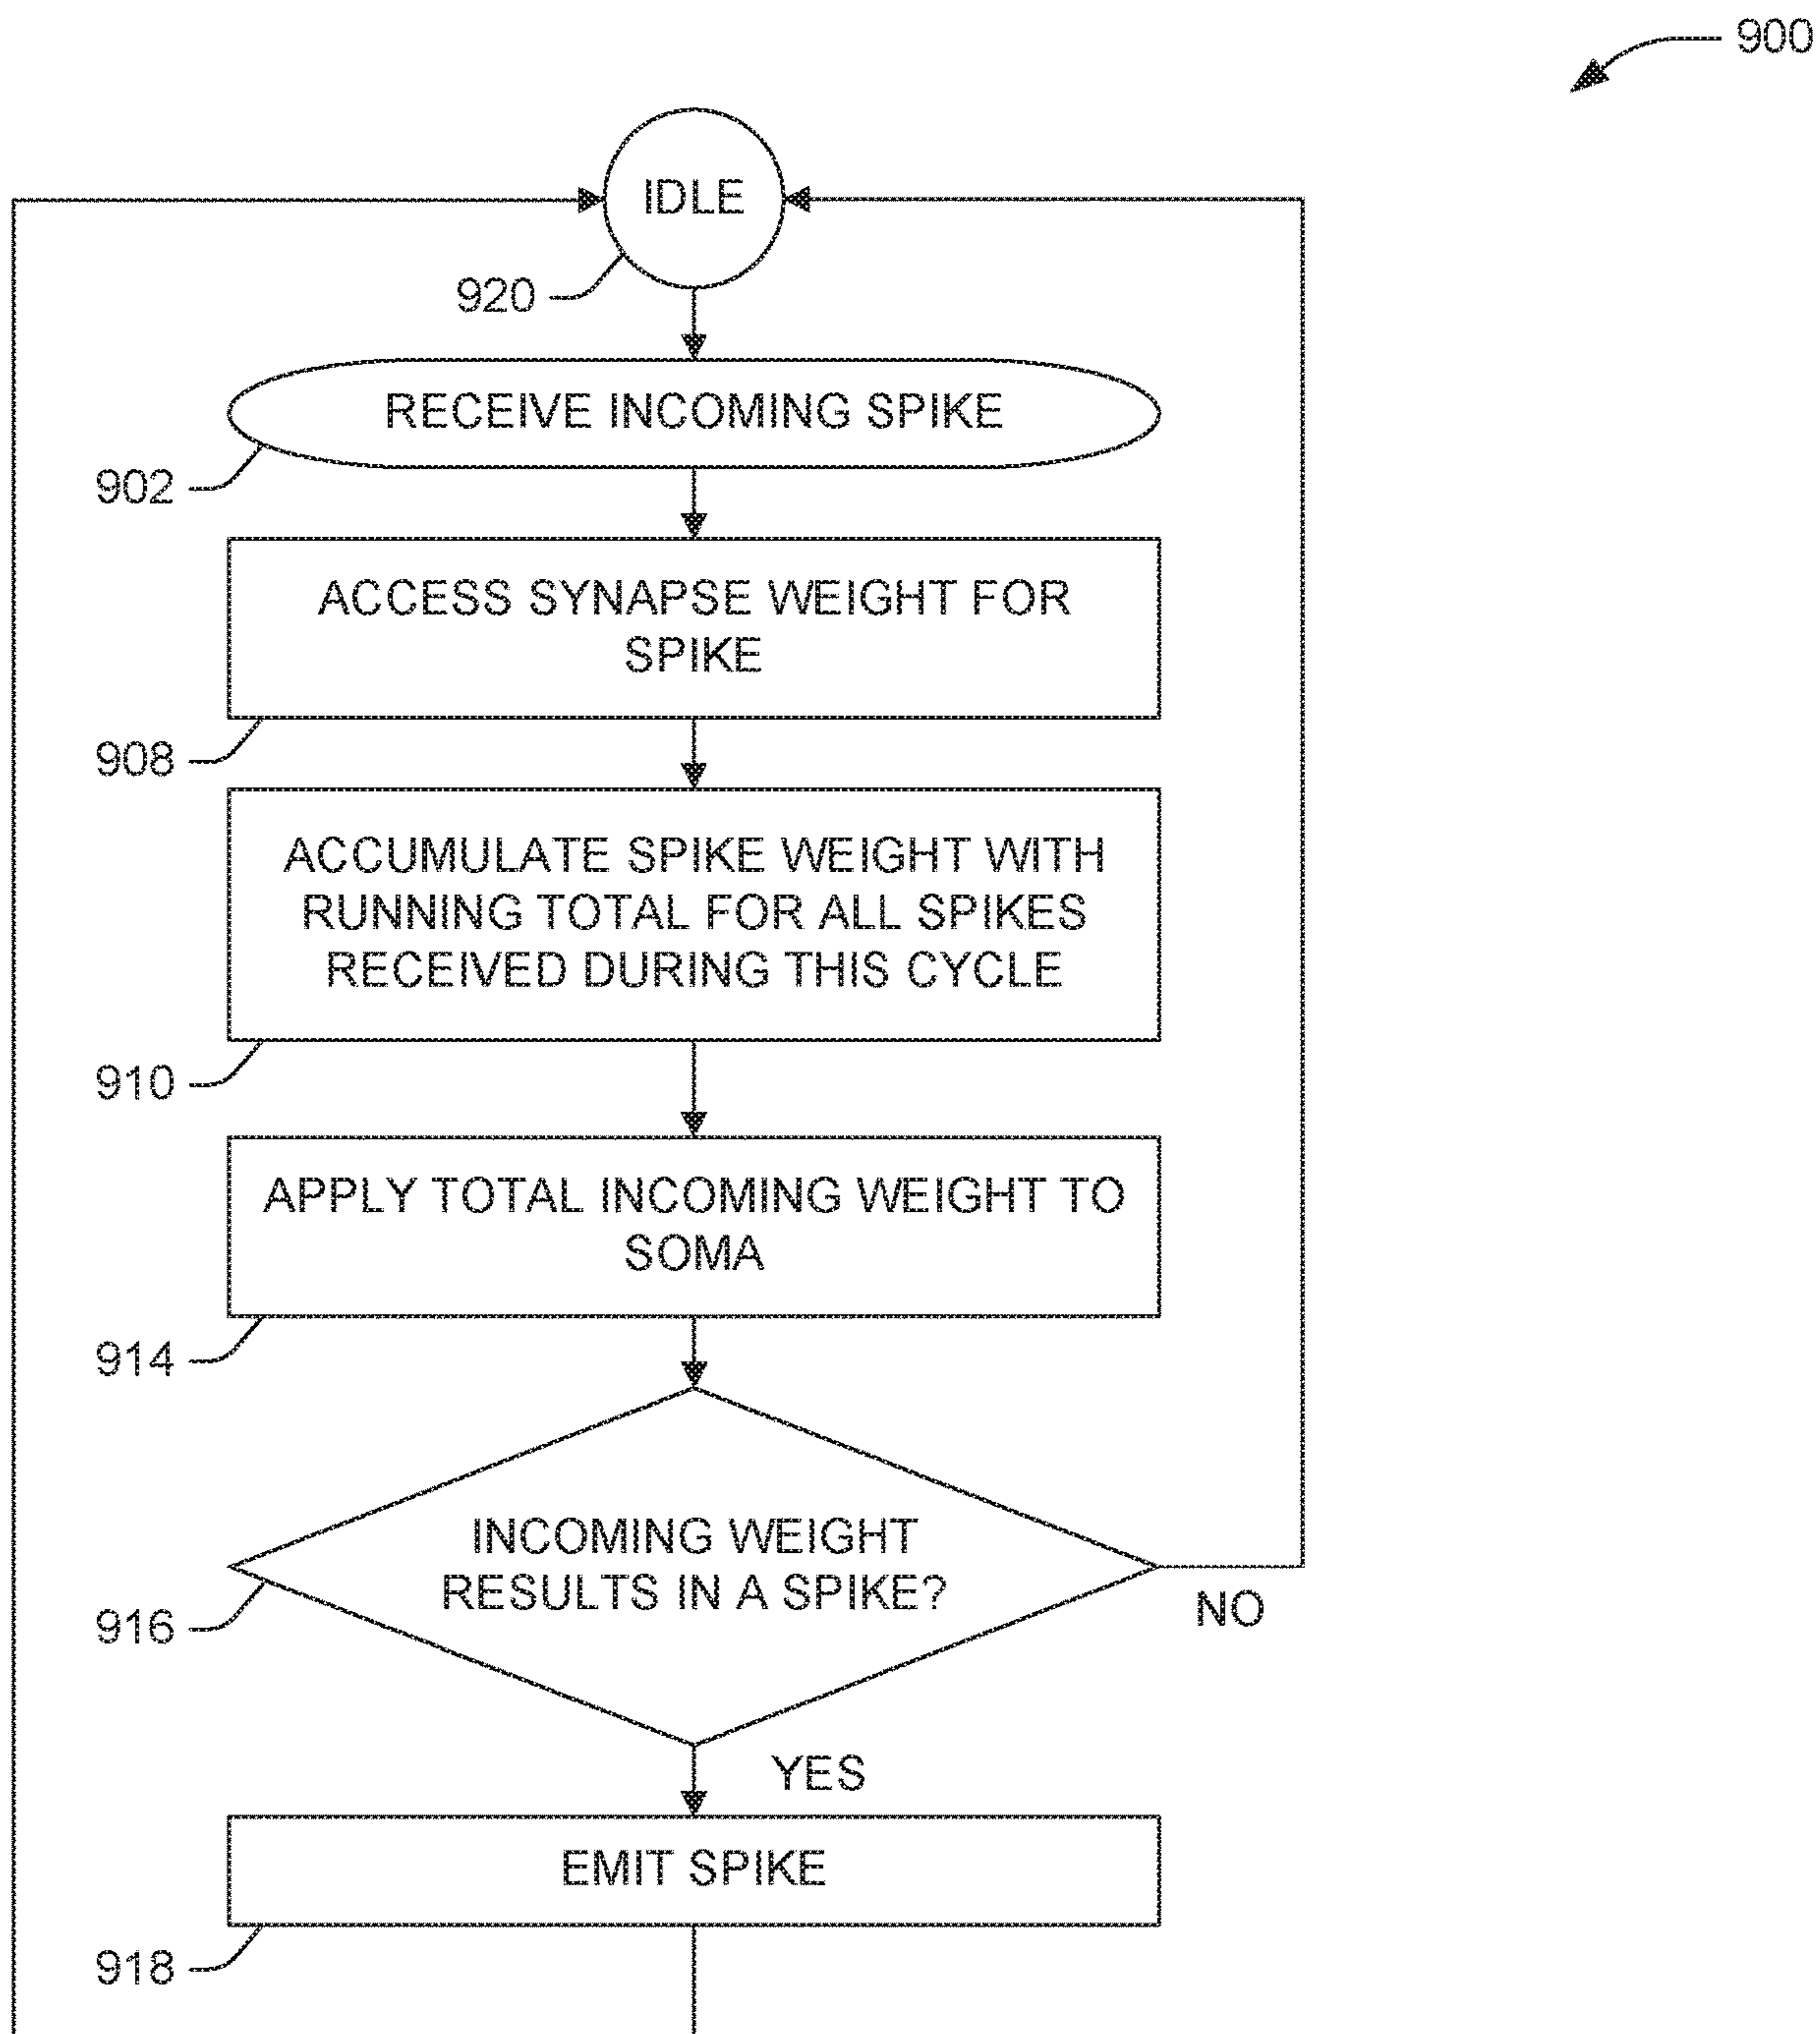 900
IDLE
920
RECEIVE INCOMING SPIKE
902
ACCESS SYNAPSE WEIGHT FOR
SPIKE
908
ACCUMULATE SPIKE WEIGHT WITH
RUNNING TOTAL FOR ALL SPIKES
RECEIVED DURING THIS CYCLE
910
APPLY TOTAL INCOMING WEIGHT TO
SOMA
914
INCOMING WEIGHT
RESULTS IN A SPIKE?
916
NO
YES
EMIT SPIKE
918